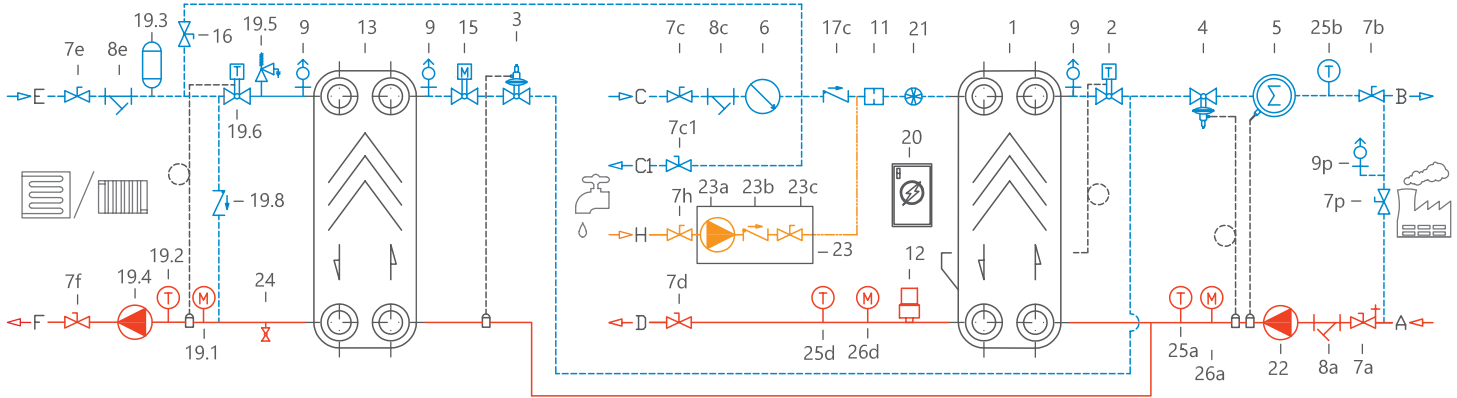 19.3
16
19.5
9
13
9
15
3
7c
8c
6
17c
11
21
1
9
2
4
5
25b
7b
7e
8e
T
M
T
T
Σ
E
C
B
19.6
7c1
C1
20
9p
19.8
7h
23a
23b
23c
7p
H
23
19.2
19.4
7f
T
M
24
7d
12
F
D
T
M
T
M
A
19.1
25d
26d
25a
26a
22
8a
7a